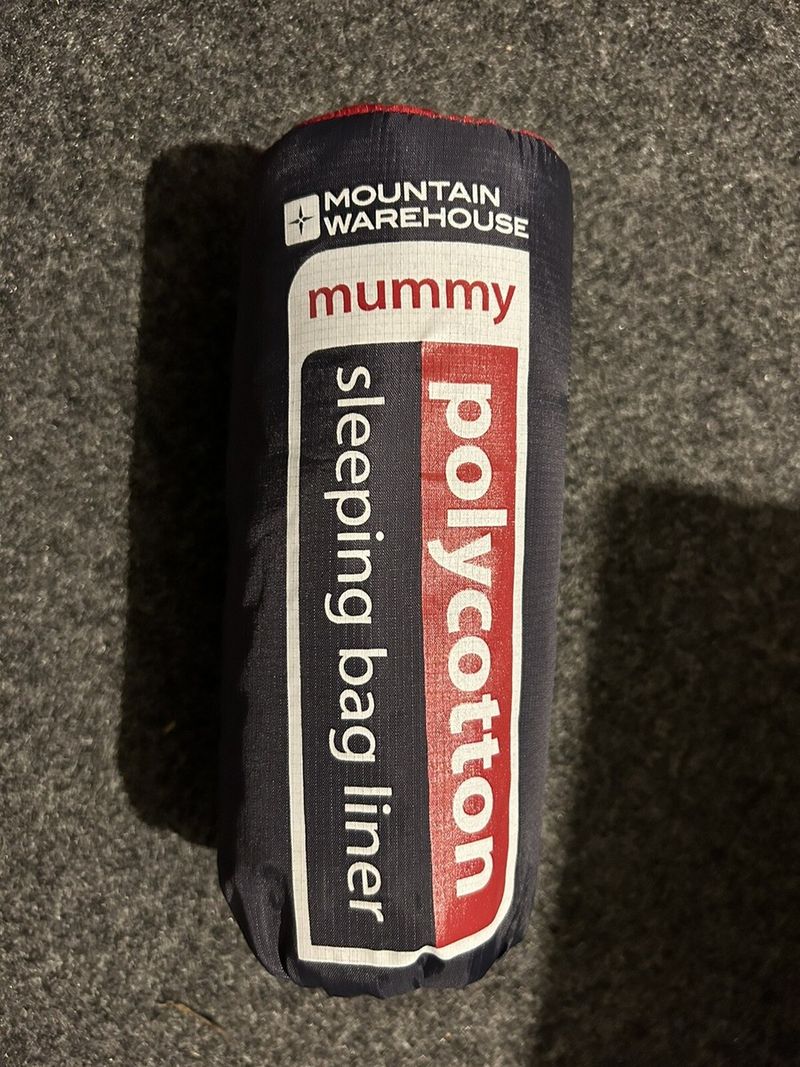 MOUNTAIN
WAREHOUSE
mummy
polycotton
sleeping bag liner